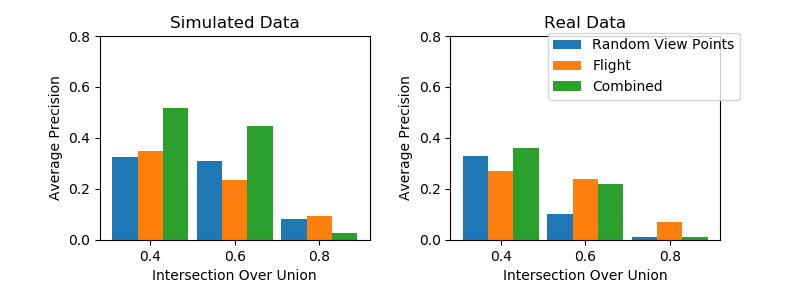 Simulated Data
Average Precision
0.8
0.6
0.4
0.2
0.0
0.4 0.6 0.8
Intersection Over Union
Real Data
Random View Points
Flight
Combined
Average Precision
0.8
0.6
0.4
0.2
0.0
0.4 0.6 0.8
Intersection Over Union